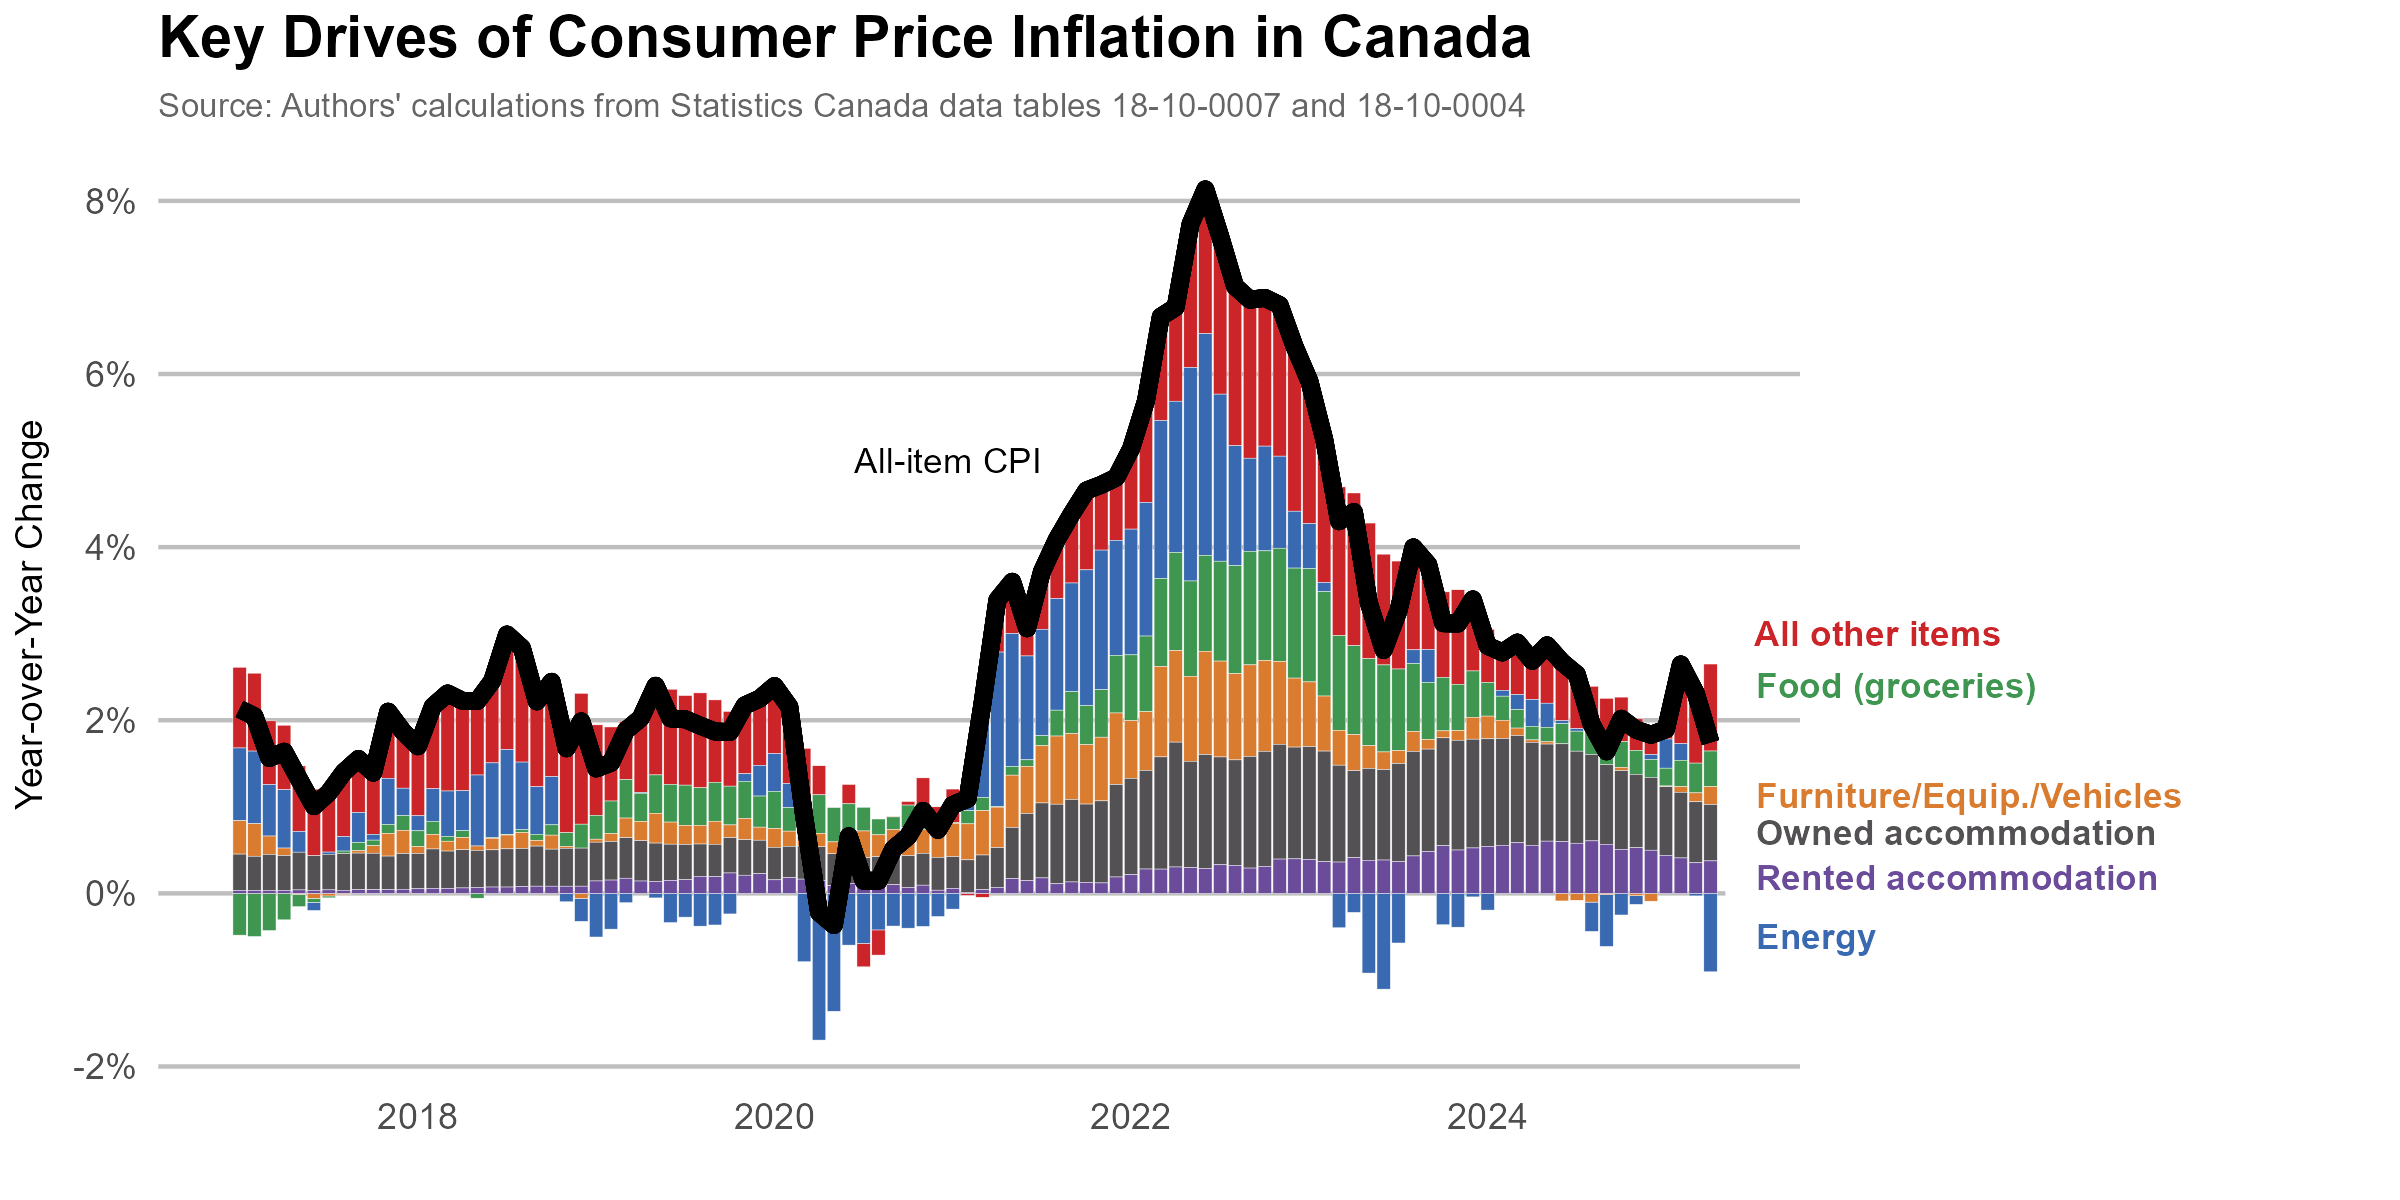 Key Drives of Consumer Price Inflation in Canada
Source: Authors' calculations from Statistics Canada data tables 18-10-0007 and 18-10-0004
Year-over-Year Change
8%
6%
4%
2%
0%
-2%
All-item CPI
All other items
Food (groceries)
Furniture/Equip./Vehicles
Owned accommodation
Rented accommodation
Energy
2018
2020
2022
2024